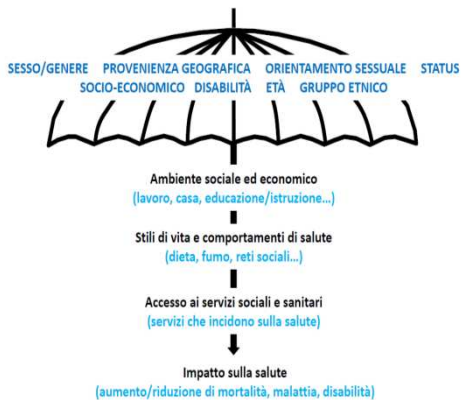 SESSO/GENERE PROVENIENZA GEOGRAFICA ORIENTAMENTO SESSUALE STATUS
SOCIO-ECONOMICO DISABILITÀ ETÀ GRUPPO ETNICO
Ambiente sociale ed economico
(lavoro, casa, educazione/istruzione...)
Stili di vita e comportamenti di salute
(dieta, fumo, reti sociali...)
Accesso ai servizi sociali e sanitari
(servizi che incidono sulla salute)
Impatto sulla salute
(aumento/riduzione di mortalità, malattia, disabilità)